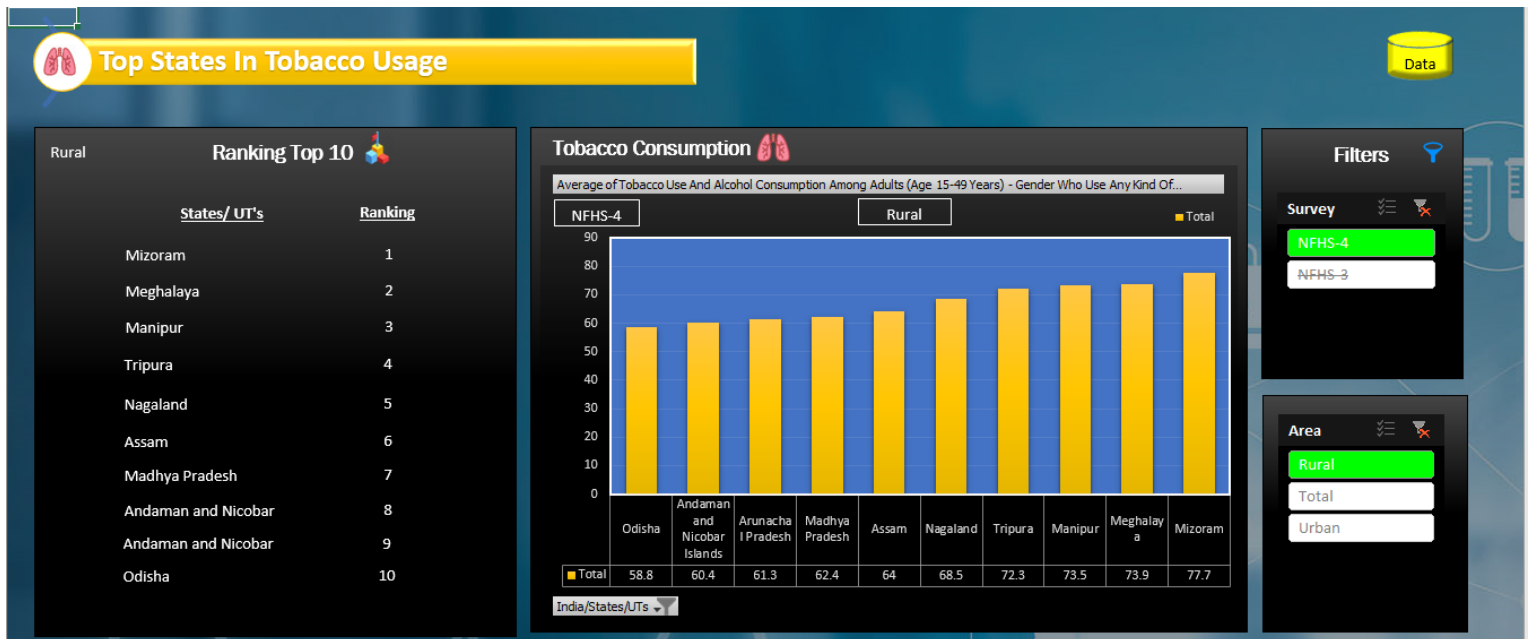 Top States In Tobacco Usage
Data
Rural
Ranking Top 10
States/ UT's Ranking
Mizoram 1
Meghalaya 2
Manipur 3
Tripura 4
Nagaland 5
Assam 6
Madhya Pradesh 7
Andaman and Nicobar 8
Andaman and Nicobar 9
Odisha 10
Tobacco Consumption
Average of Tobacco Use And Alcohol Consumption Among Adults (Age 15-49 Years) - Gender Who Use Any Kind Of...
NFHS-4 Rural Total
90
80
70
60
50
40
30
20
10
0
Odisha
Andaman
and
Nicobar
Islands
Arunacha
l Pradesh
Madhya
Pradesh
Assam
Nagaland
Tripura
Manipur
Meghalay
a
Mizoram
Total 58.8 60.4 61.3 62.4 64 68.5 72.3 73.5 73.9 77.7
India/States/UTs
Filters
Survey
NFHS-4
NFHS-3
Area
Rural
Total
Urban